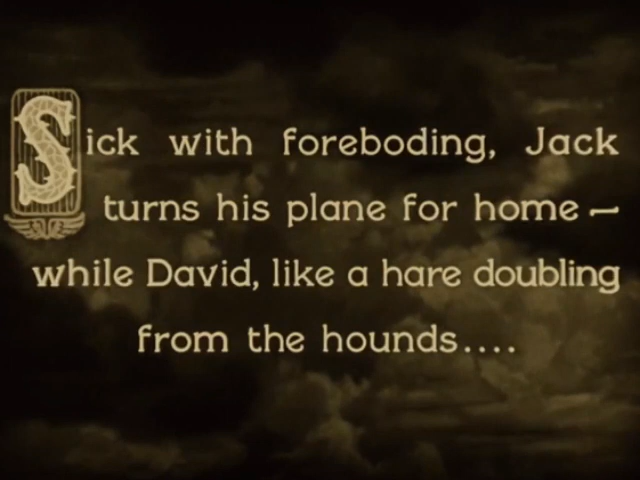 Sick with foreboding, Jack
turns his plane for home —
while David, like a hare doubling
from the hounds....